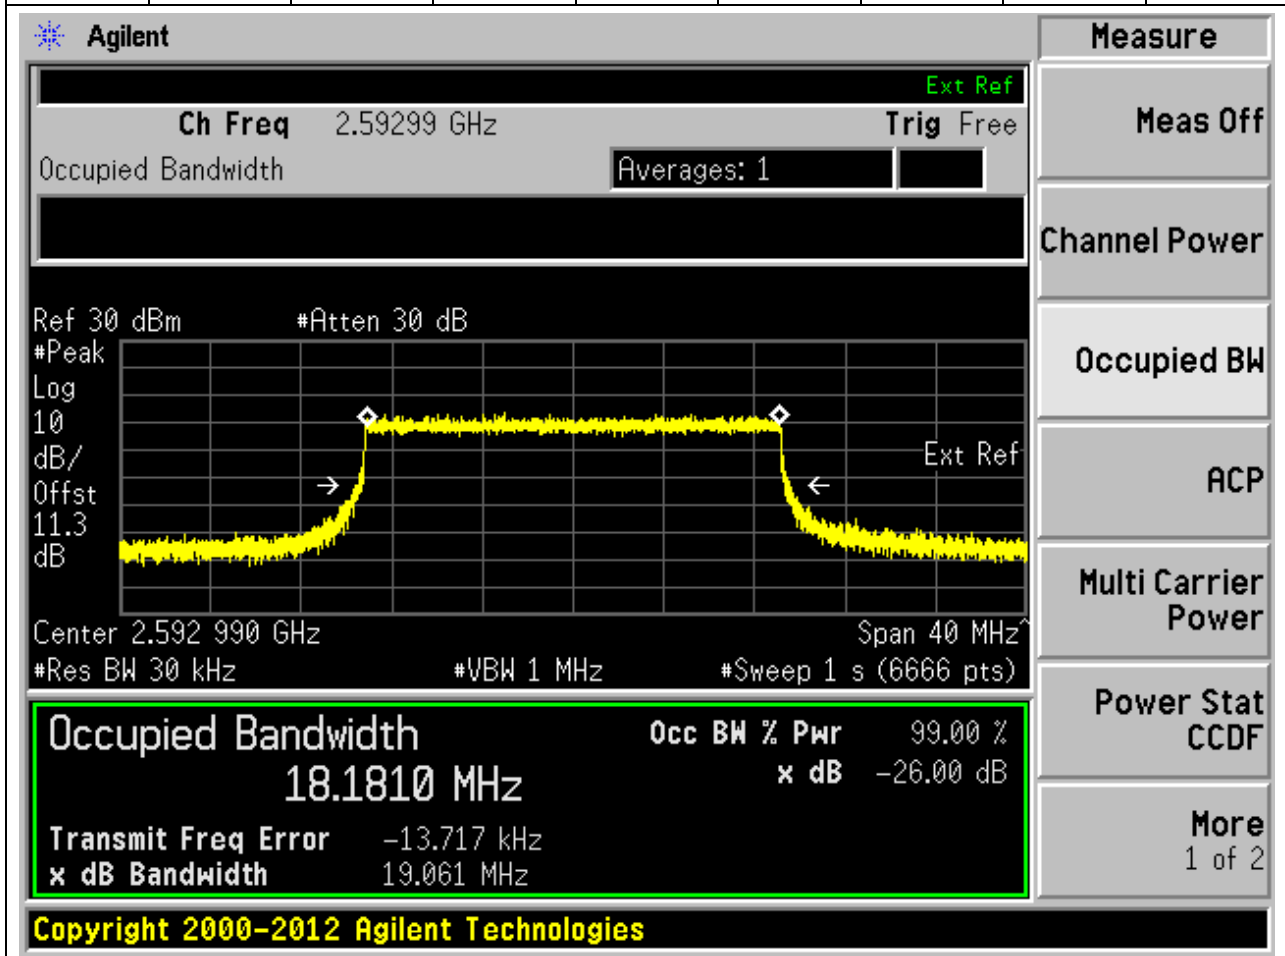 Agilent
Measure
Ext Ref
Ch Freq 2.59299 GHz Trig Free
Meas Off
Occupied Bandwidth Averages: 1
Channel Power
Ref 30 dBm #Atten 30 dB
#Peak
Log
10
dB/
Offst
11.3
dB
Ext Ref
Occupied BW
ACP
Center 2.592 990 GHz Span 40 MHz^
#Res BW 30 kHz #VBW 1 MHz #Sweep 1 s (6666 pts)
Multi Carrier
Power
Occupied Bandwidth Occ BW % Pwr 99.00 %
18.1810 MHz x dB -26.00 dB
Transmit Freq Error -13.717 kHz
x dB Bandwidth 19.061 MHz
Power Stat
CCDF
More
1 of 2
Copyright 2000-2012 Agilent Technologies